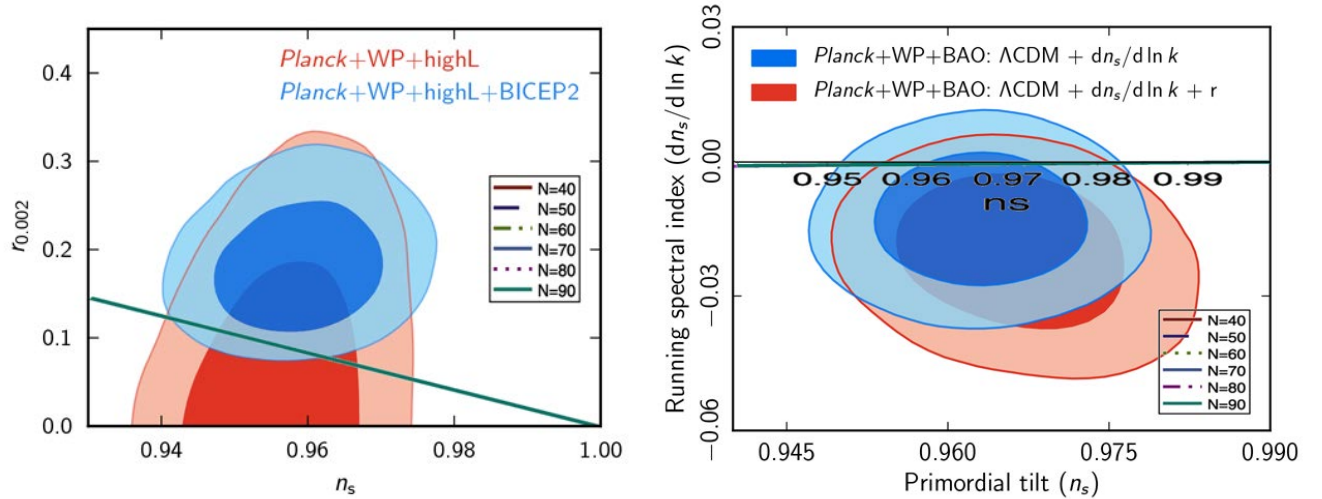 0.4
0.3
0.2
0.1
0.0
r0.002
Planck+WP+highL
Planck+WP+highL+BICEP2
N=40
N=50
N=60
N=70
N=80
N=90
0.94
0.96
0.98
1.00
ns
0.03
0.00
−0.03
−0.06
Running spectral index (dns/d ln k)
Planck+WP+BAO: ΛCDM + dns/d ln k
Planck+WP+BAO: ΛCDM + dns/d ln k + r
0.95
0.96
0.97
0.98
0.99
ns
N=40
N=50
N=60
N=70
N=80
N=90
0.945
0.960
0.975
0.990
Primordial tilt (ns)